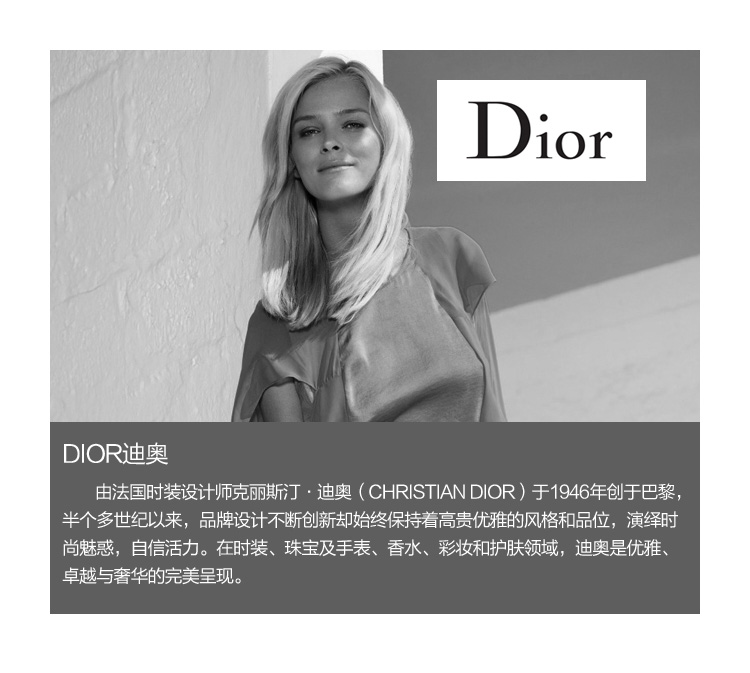 Dior
DIOR迪奥
由法国时装设计师克丽斯汀·迪奥（CHRISTIAN DIOR）于1946年创于巴黎，
半个多世纪以来，品牌设计不断创新却始终保持着高贵优雅的风格和品位，演绎时
尚魅惑，自信活力。在时装、珠宝及手表、香水、彩妆和护肤领域，迪奥是优雅、
卓越与奢华的完美呈现。